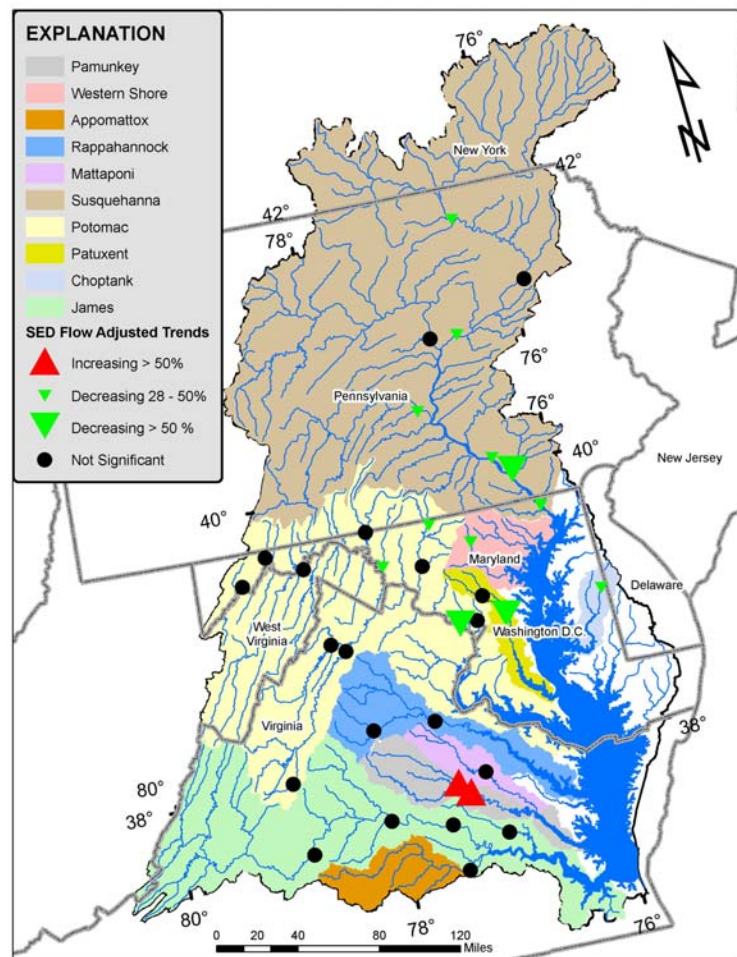 EXPLANATION
Pamunkey
Western Shore
Appomattox
Rappahannock
Mattaponi
Susquehanna
Potomac
Patuxent
Choptank
James
SED Flow Adjusted Trends
Increasing > 50%
Decreasing 28 - 50%
Decreasing > 50 %
Not Significant
76°
N
New York
42°
42°
78°
76°
Pennsylvania
76°
40°
New Jersey
40°
Maryland
Delaware
West
Virginia
Washington D.C.
Virginia
38°
80°
38°
80°
78°
76°
0 20 40 80 120
Miles